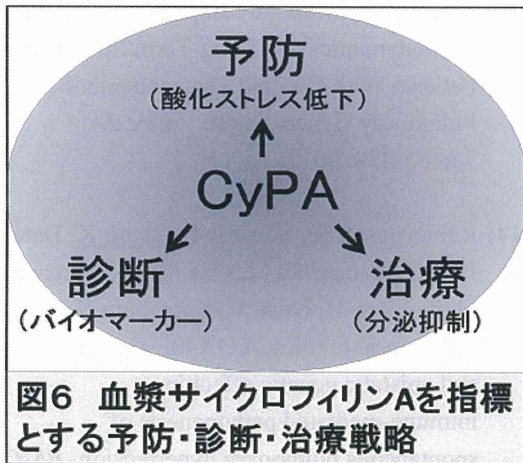 予防
(酸化ストレス低下)
CyPA
診断
(バイオマーカー)
治療
(分泌抑制)
図6 血漿サイクロフィリンAを指標
とする予防・診断・治療戦略